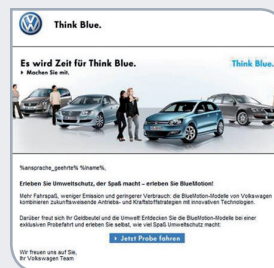 Think Blue.
Es wird Zeit für Think Blue.
▸ Machen Sie mit.
Think Blue.
%ansprache_geehrte% %name%,
Erleben Sie Umweltschutz, der Spaß macht – erleben Sie BlueMotion!
Mehr Fahrspaß, weniger Emission und geringerer Verbrauch: die BlueMotion-Modelle von Volkswagen
kombinieren zukunftsweisende Antriebs- und Kraftstoffstrategien mit innovativen Technologien.
Darüber freut sich Ihr Geldbeutel und die Umwelt! Entdecken Sie die BlueMotion-Modelle bei einer
exklusiven Probefahrt und erleben Sie selbst, wie viel Spaß Umweltschutz macht:
▸ Jetzt Probe fahren
Wir freuen uns auf Sie,
Ihr Volkswagen Team